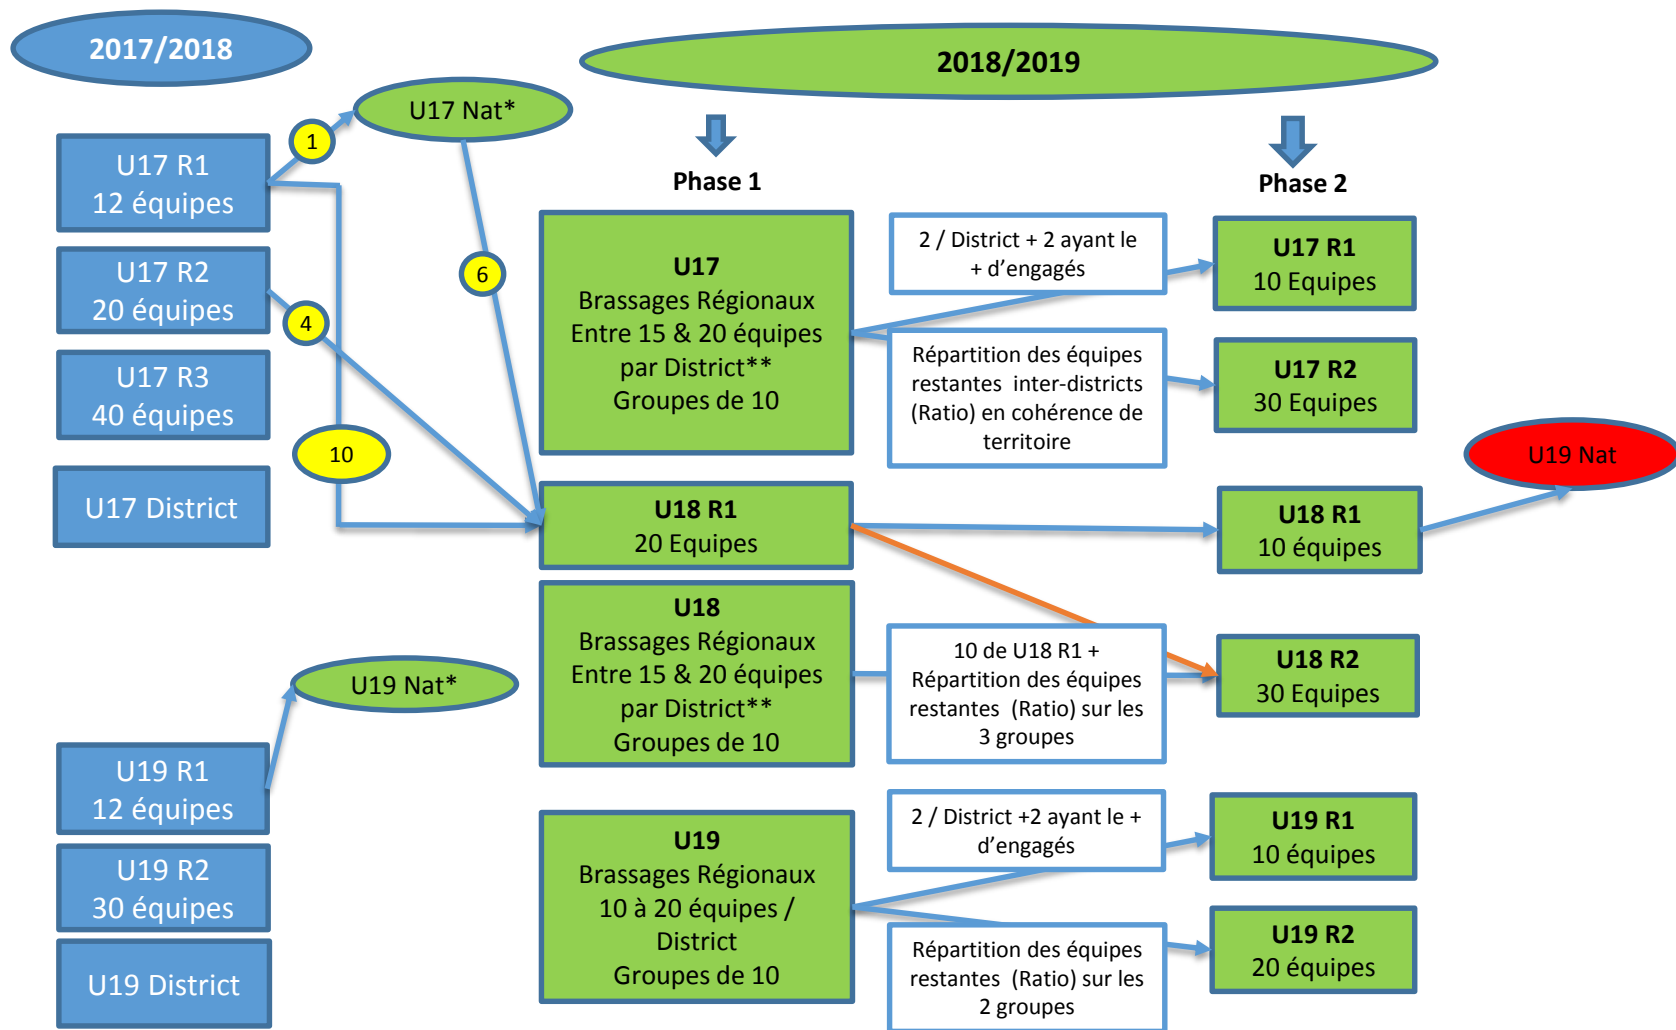 2017/2018
2018/2019
U17 Nat*
1
U17 R1
12 équipes
U17 R2
20 équipes
U17 R3
40 équipes
U17 District
6
4
10
Phase 1
Phase 2
U17
Brassages Régionaux
Entre 15 & 20 équipes
par District**
Groupes de 10
2 / District + 2 ayant le
+ d'engagés
Répartition des équipes
restantes inter-districts
(Ratio) en cohérence de
territoire
U17 R1
10 Equipes
U17 R2
30 Equipes
U19 Nat
U18 R1
20 Equipes
U18 R1
10 équipes
U18
Brassages Régionaux
Entre 15 & 20 équipes
par District**
Groupes de 10
10 de U18 R1 +
Répartition des équipes
restantes (Ratio) sur les
3 groupes
U18 R2
30 Equipes
U19 Nat*
U19 R1
12 équipes
U19 R2
30 équipes
U19 District
U19
Brassages Régionaux
10 à 20 équipes /
District
Groupes de 10
2 / District +2 ayant le +
d'engagés
Répartition des équipes
restantes (Ratio) sur les
2 groupes
U19 R1
10 équipes
U19 R2
20 équipes